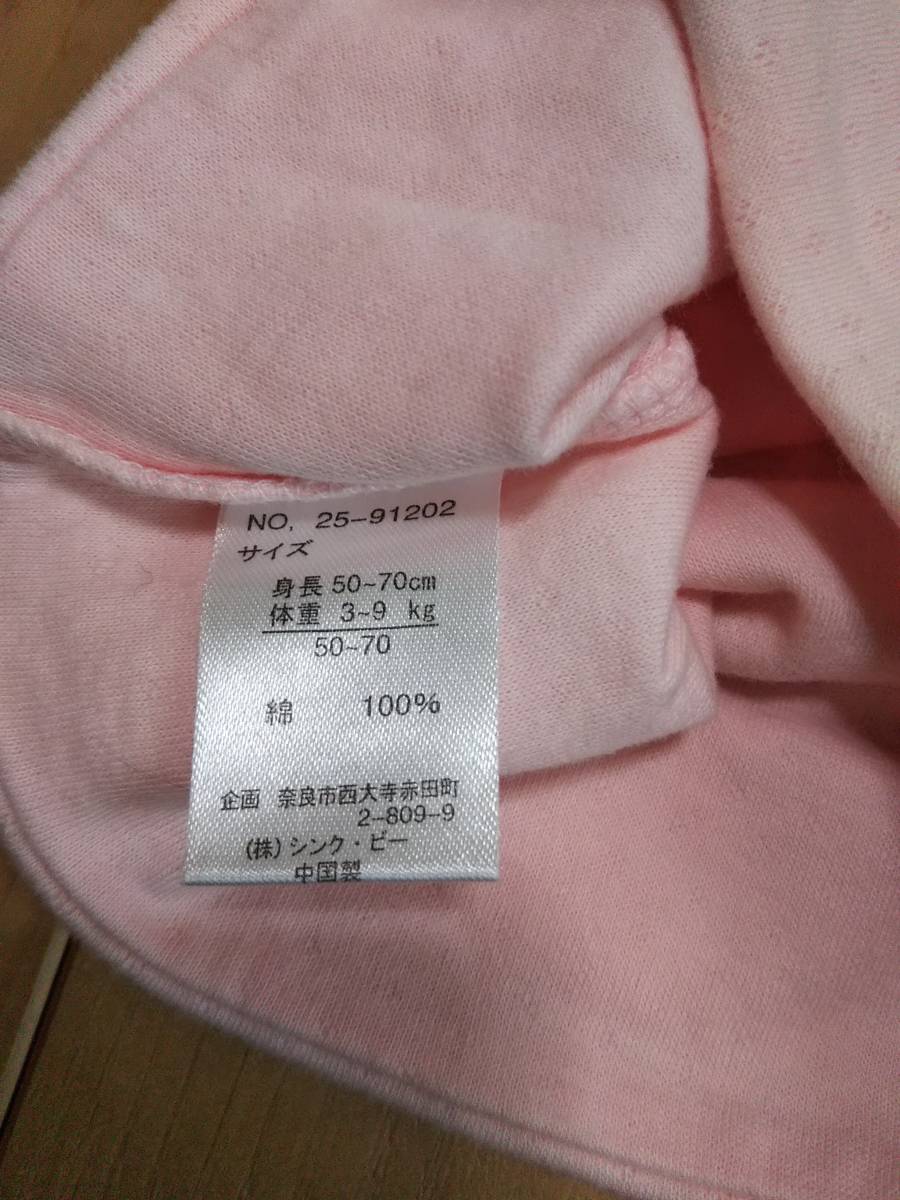 NO, 25-91202
サイズ
身長 50~70cm
体重 3~9 kg
50~70
綿 100%
企画 奈良市西大寺赤田町
2-809-9
(株)シンク・ビー
中国製